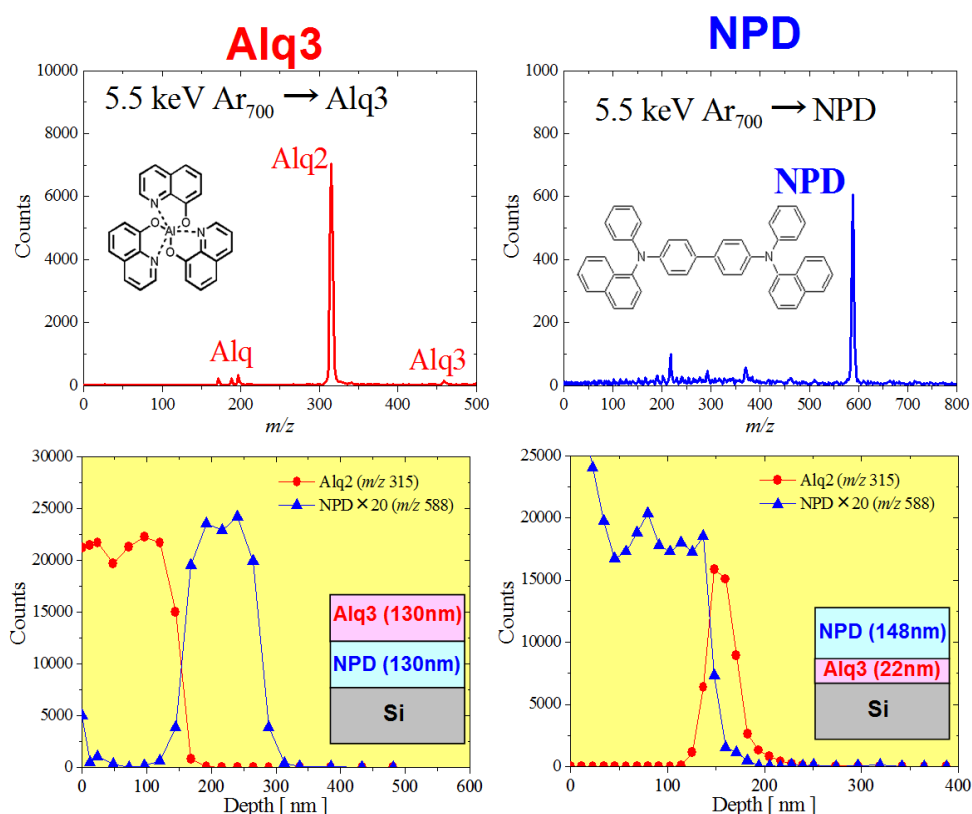 Alq3
NPD
10000
8000
6000
4000
2000
0
Counts
5.5 keV Ar₇₀₀ → Alq3
Alq2
N
O
O
Al
N
O
N
Alq
Alq3
0 100 200 300 400 500
m/z
1000
800
600
400
200
0
Counts
5.5 keV Ar₇₀₀ → NPD
NPD
N
N
0 100 200 300 400 500 600 700 800
m/z
30000
25000
20000
15000
10000
5000
0
Counts
Alq2 (m/z 315)
NPD×20 (m/z 588)
Alq3 (130nm)
NPD (130nm)
Si
0 100 200 300 400 500 600
Depth [ nm ]
25000
20000
15000
10000
5000
0
Counts
Alq2 (m/z 315)
NPD×20 (m/z 588)
NPD (148nm)
Alq3 (22nm)
Si
0 100 200 300 400
Depth [ nm ]